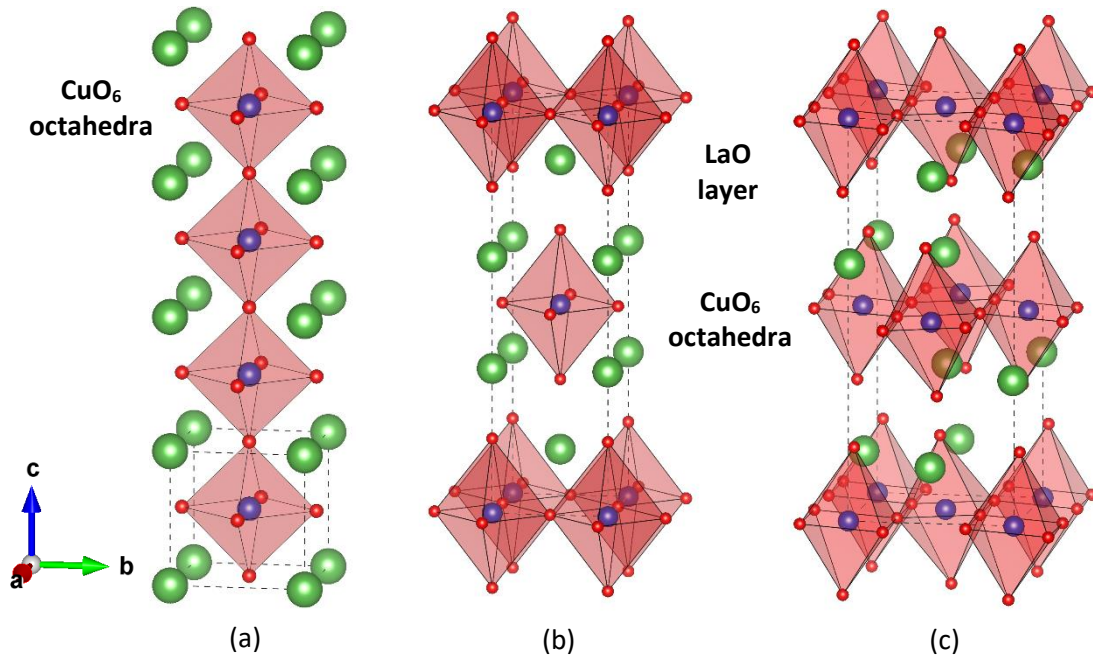 CuO₆
octahedra
LaO
layer
CuO₆
octahedra
c
a
b
(a)
(b)
(c)